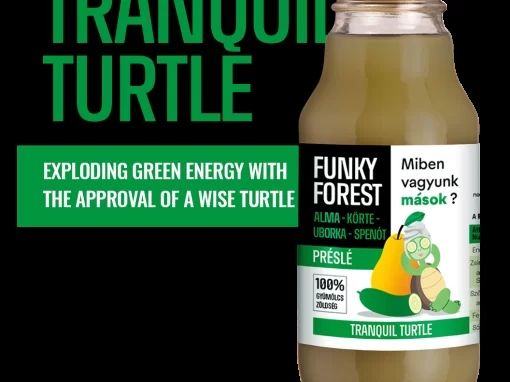 TRANQUIL
TURTLE
EXPLODING GREEN ENERGY WITH
THE APPROVAL OF A WISE TURTLE
FUNKY
FOREST
ALMA - KÖRTE -
UBORKA - SPENÓT
PRÉSLÉ
100%
GYÜMÖLCS
ZÖLDSÉG
Miben
vagyunk
mások ?
TRANQUIL TURTLE